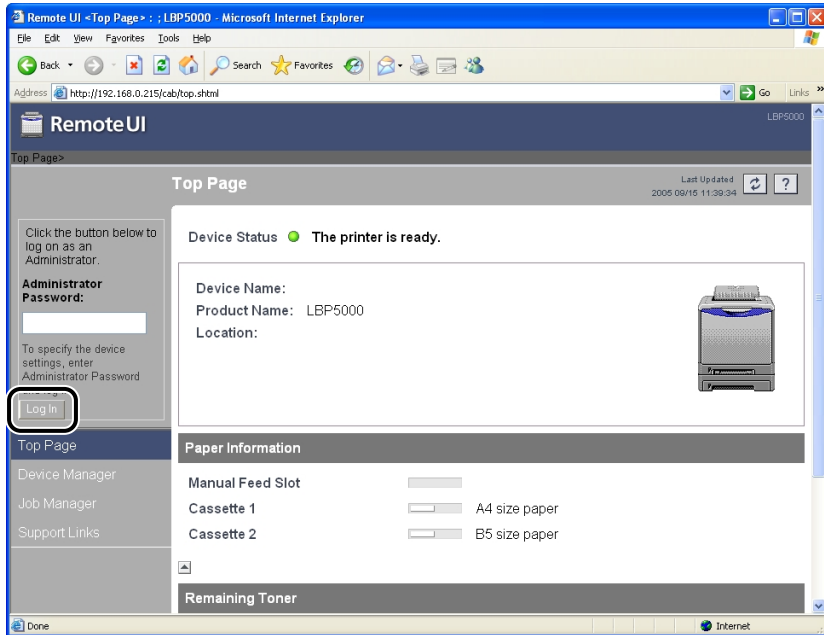 Remote UI <Top Page> : ; LBP5000 - Microsoft Internet Explorer
File Edit View Favorites Tools Help
Back Search Favorites
Address http://192.168.0.215/cab/top.shtml Go Links »
Remote UI LBP5000
Top Page>
Top Page Last Updated
2005 09/15 11:39:34 ?
Click the button below to
log on as an
Administrator.
Administrator
Password:
To specify the device
settings, enter
Administrator Password
Log In
Top Page
Device Manager
Job Manager
Support Links
Device Status The printer is ready.
Device Name:
Product Name: LBP5000
Location:
Paper Information
Manual Feed Slot
Cassette 1 A4 size paper
Cassette 2 B5 size paper
Remaining Toner
Done Internet